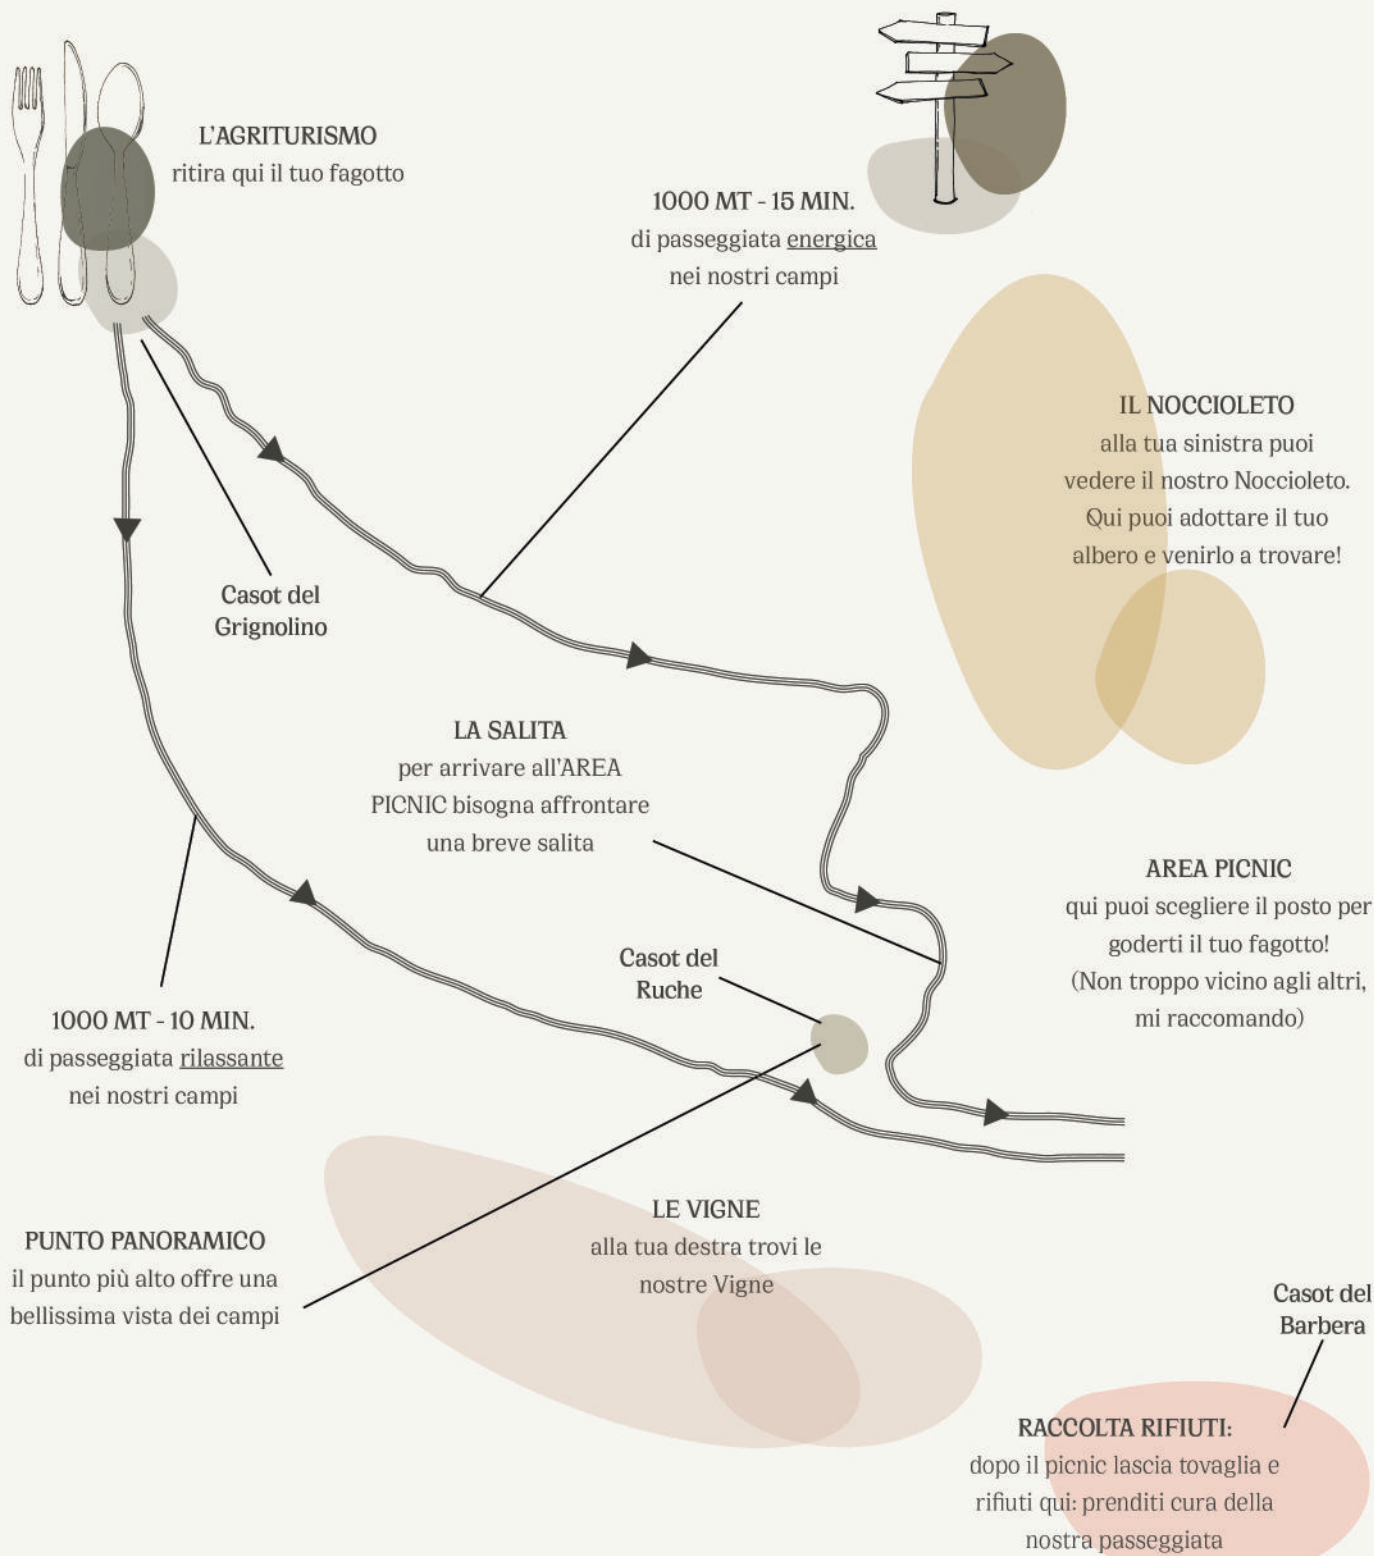 L'AGRITURISMO
ritira qui il tuo fagotto
1000 MT - 15 MIN.
di passeggiata energica
nei nostri campi
IL NOCCIOLETO
alla tua sinistra puoi
vedere il nostro Noccioleto.
Qui puoi adottare il tuo
albero e venirlo a trovare!
Casot del
Grignolino
LA SALITA
per arrivare all'AREA
PICNIC bisogna affrontare
una breve salita
AREA PICNIC
qui puoi scegliere il posto per
goderti il tuo fagotto!
(Non troppo vicino agli altri,
mi raccomando)
Casot del
Ruche
1000 MT - 10 MIN.
di passeggiata rilassante
nei nostri campi
LE VIGNE
alla tua destra trovi le
nostre Vigne
PUNTO PANORAMICO
il punto più alto offre una
bellissima vista dei campi
Casot del
Barbera
RACCOLTA RIFIUTI:
dopo il picnic lascia tovaglia e
rifiuti qui: prenditi cura della
nostra passeggiata